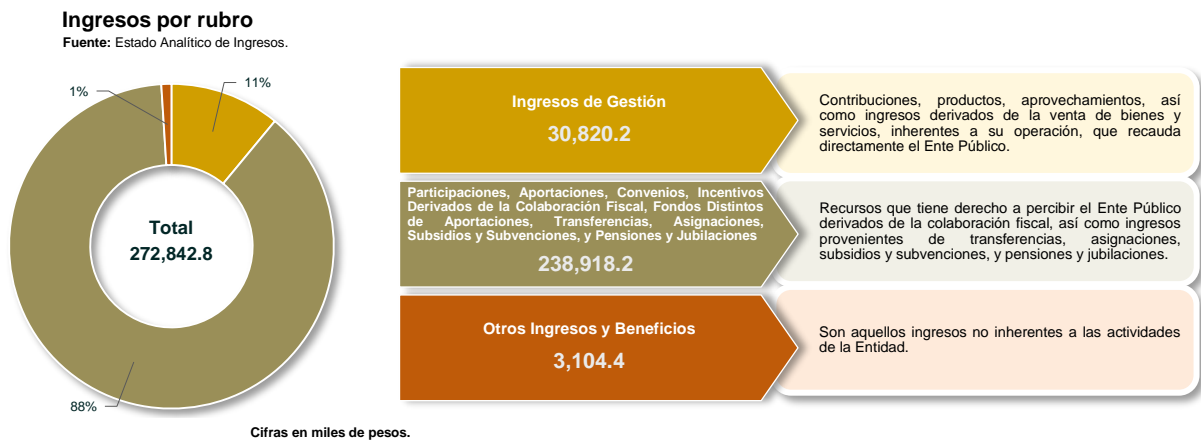 Ingresos por rubro
Fuente: Estado Analítico de Ingresos.
1%
11%
Total
272,842.8
88%
Ingresos de Gestión
30,820.2
Contribuciones, productos, aprovechamientos, así
como ingresos derivados de la venta de bienes y
servicios, inherentes a su operación, que recauda
directamente el Ente Público.
Participaciones, Aportaciones, Convenios, Incentivos
Derivados de la Colaboración Fiscal, Fondos Distintos
de Aportaciones, Transferencias, Asignaciones,
Subsidios y Subvenciones, y Pensiones y Jubilaciones
238,918.2
Recursos que tiene derecho a percibir el Ente Público
derivados de la colaboración fiscal, así como ingresos
provenientes de transferencias, asignaciones,
subsidios y subvenciones, y pensiones y jubilaciones.
Otros Ingresos y Beneficios
3,104.4
Son aquellos ingresos no inherentes a las actividades
de la Entidad.
Cifras en miles de pesos.